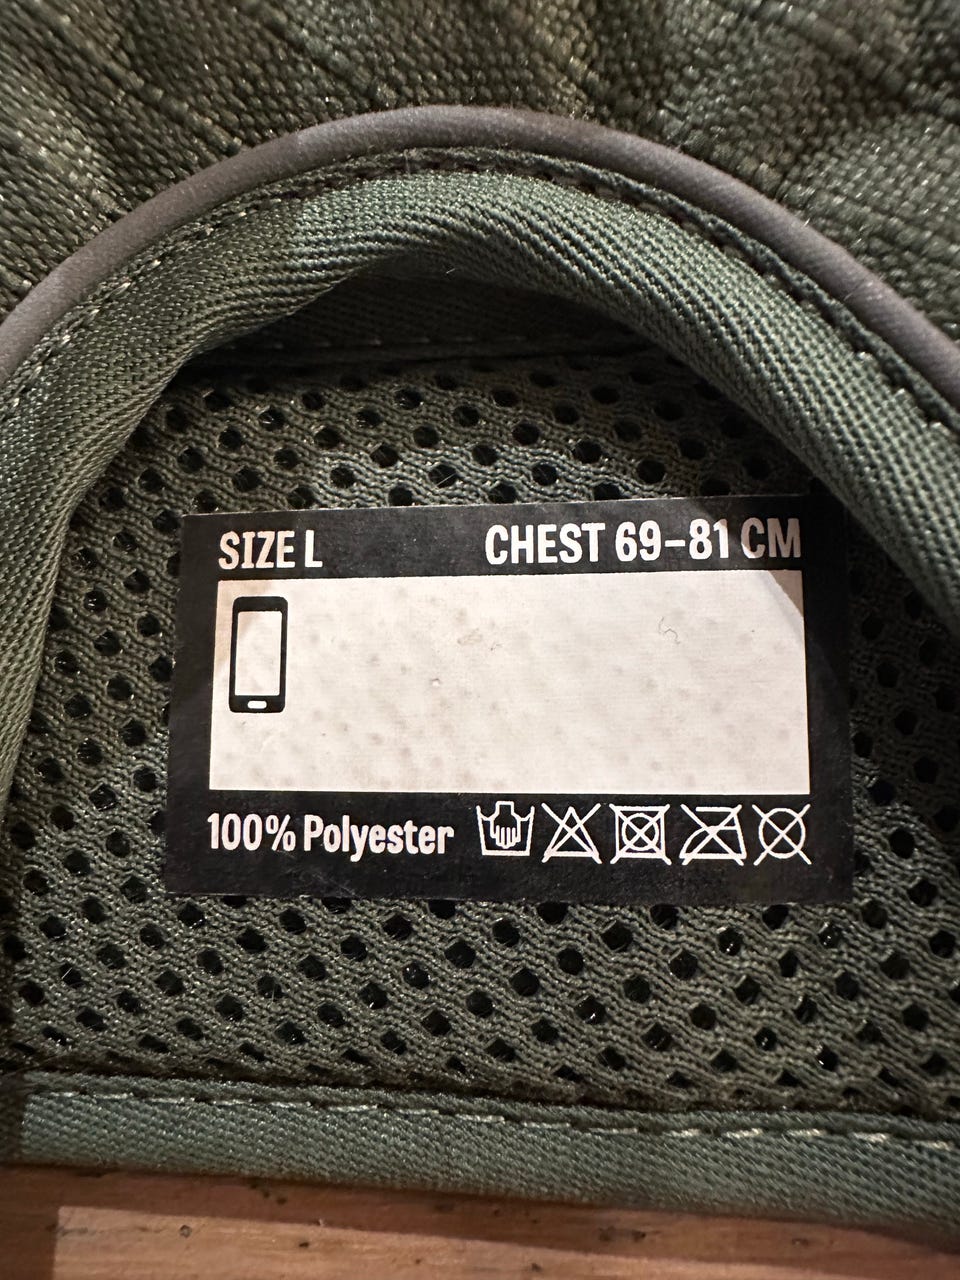 SIZE L CHEST 69-81 CM
100% Polyester